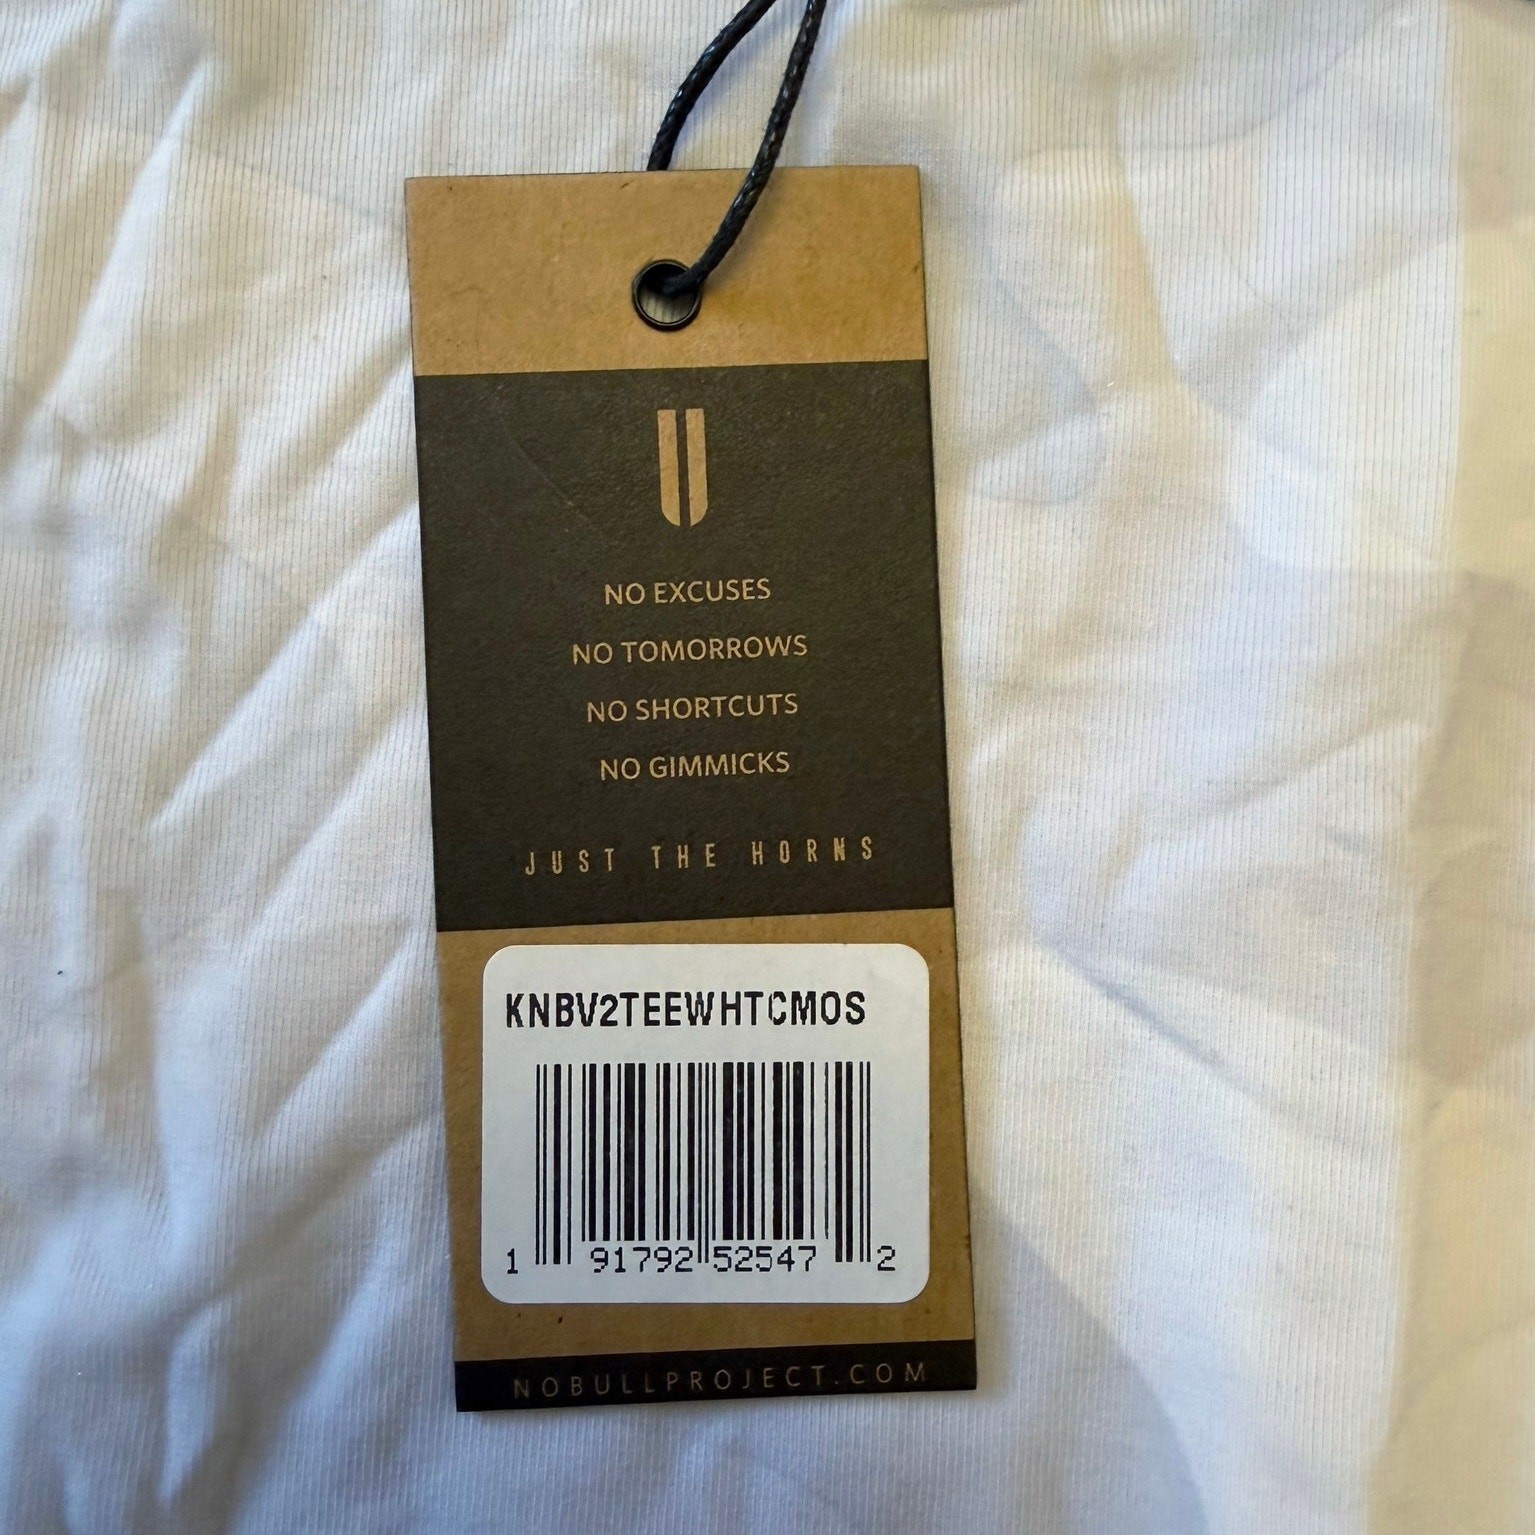 NO EXCUSES
NO TOMORROWS
NO SHORTCUTS
NO GIMMICKS
JUST THE HORNS
KNBV2TEEWHTCMOS
1 91792 52547 2
NOBULLPROJECT.COM